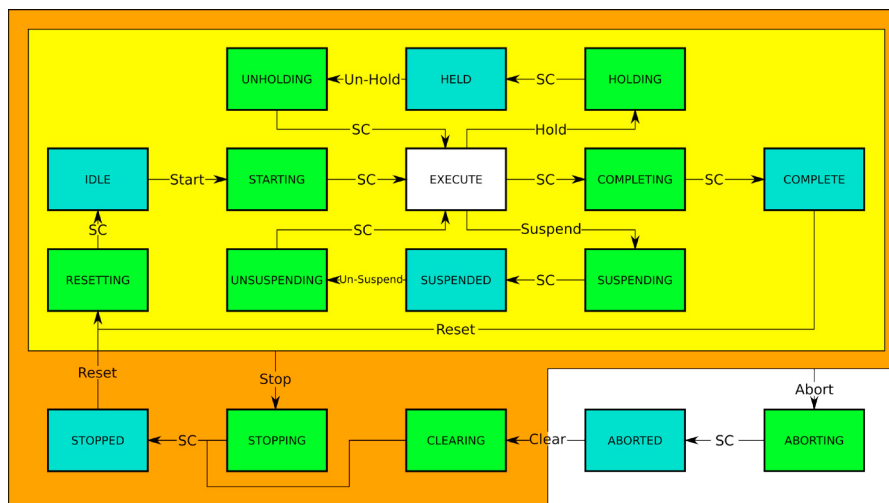 UNHOLDING
Un-Hold
HELD
SC
HOLDING
SC
Hold
IDLE
Start
STARTING
SC
EXECUTE
SC
COMPLETING
SC
COMPLETE
SC
SC
Suspend
RESETTING
UNSUSPENDING
Un-Suspend
SUSPENDED
SC
SUSPENDING
Reset
Reset
Stop
Abort
STOPPED
SC
STOPPING
CLEARING
Clear
ABORTED
SC
ABORTING